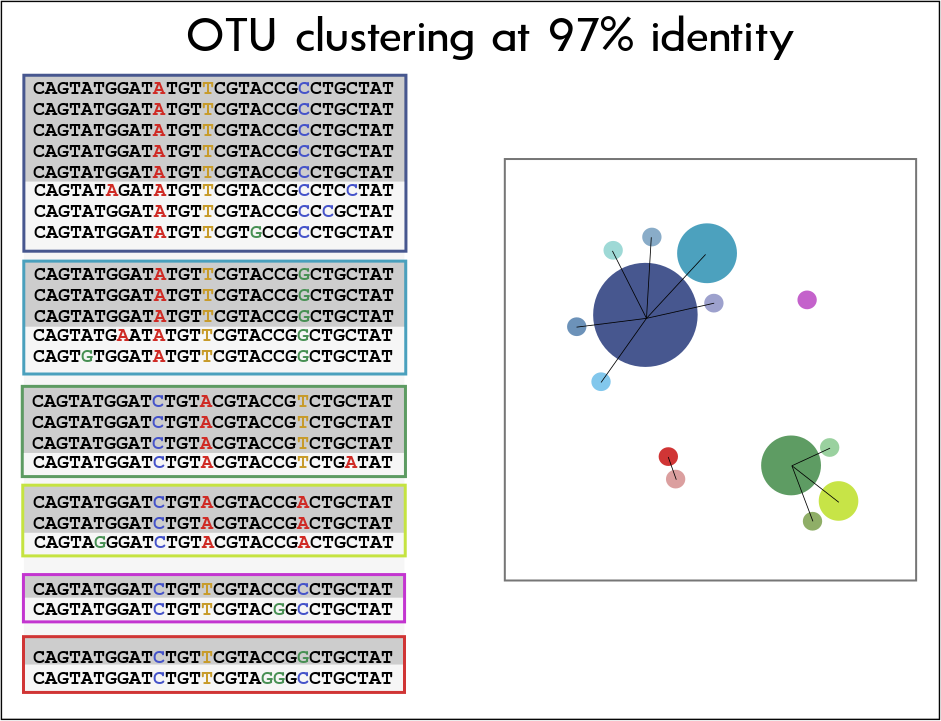 OTU clustering at 97% identity
CAGTATGGATATGTTCGTACCGCCTGCTAT
CAGTATGGATATGTTCGTACCGCCTGCTAT
CAGTATGGATATGTTCGTACCGCCTGCTAT
CAGTATGGATATGTTCGTACCGCCTGCTAT
CAGTATGGATATGTTCGTACCGCCTGCTAT
CAGTATAGATATGTTCGTACCGCCTCCTAT
CAGTATGGATATGTTCGTACCGCCCGCTAT
CAGTATGGATATGTTCGTGCCGCCTGCTAT
CAGTATGGATATGTTCGTACCGGCTGCTAT
CAGTATGGATATGTTCGTACCGGCTGCTAT
CAGTATGGATATGTTCGTACCGGCTGCTAT
CAGTATGAATATGTTCGTACCGGCTGCTAT
CAGTGTGGATATGTTCGTACCGGCTGCTAT
CAGTATGGATCTGTACGTACCGTCTGCTAT
CAGTATGGATCTGTACGTACCGTCTGCTAT
CAGTATGGATCTGTACGTACCGTCTGCTAT
CAGTATGGATCTGTACGTACCGTCTGATAT
CAGTATGGATCTGTACGTACCGACTGCTAT
CAGTATGGATCTGTACGTACCGACTGCTAT
CAGTAGGGATCTGTACGTACCGACTGCTAT
CAGTATGGATCTGTTCGTACCGCCTGCTAT
CAGTATGGATCTGTTCGTACGGCCTGCTAT
CAGTATGGATCTGTTCGTACCGGCTGCTAT
CAGTATGGATCTGTTCGTAGGGCCTGCTAT